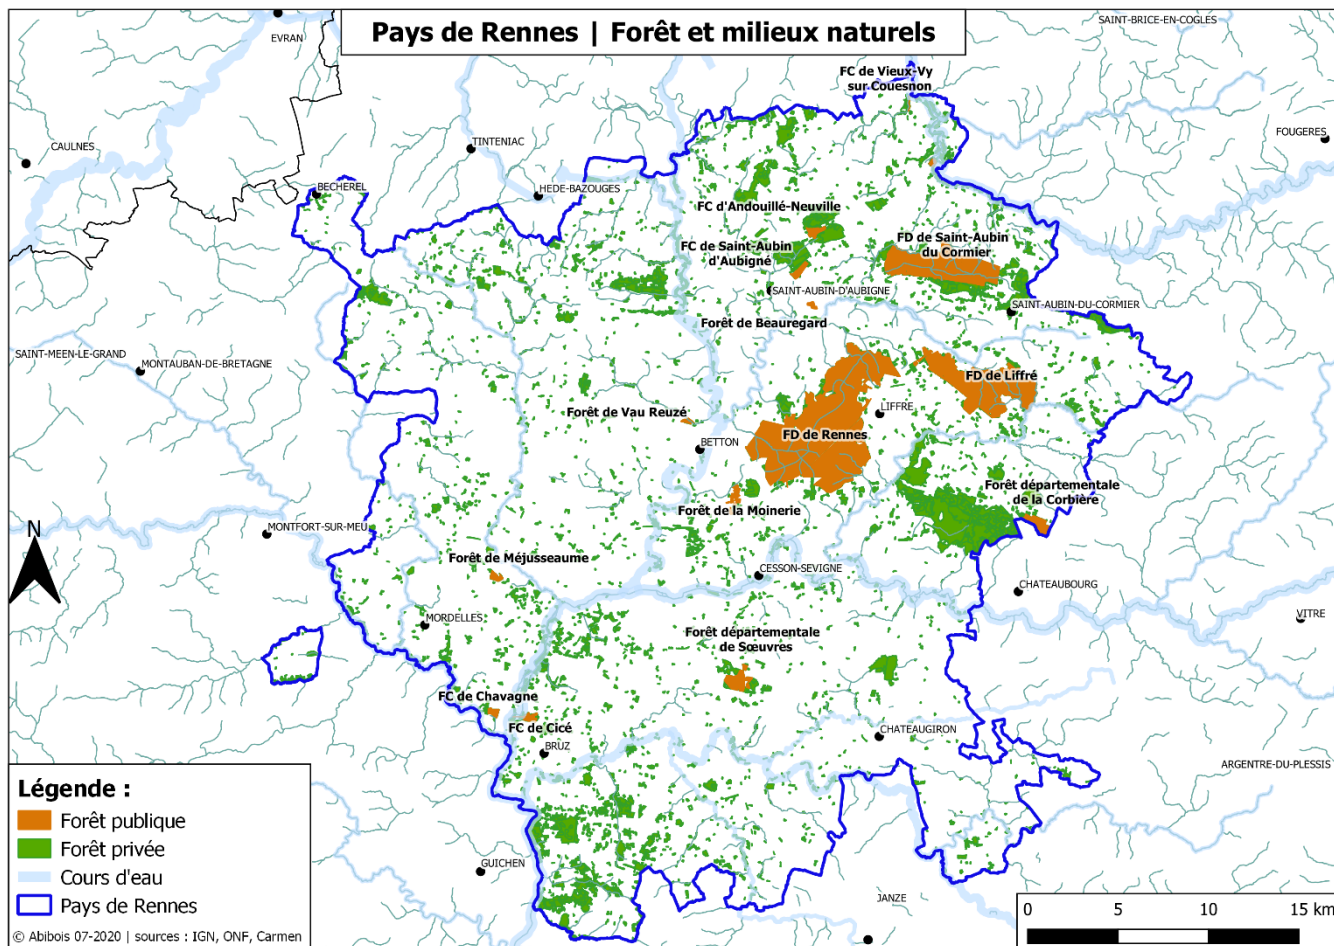 Pays de Rennes | Forêt et milieux naturels
SAINT-BRICE-EN-COGLES
EVRAN
FC de Vieux-Vy
sur Couesnon
FOUGERES
CAULNES
TINTENIAC
BECHEREL
HEDE-BAZOUGES
FC d'Andouillé-Neuville
FC de Saint-Aubin
d'Aubigné
FD de Saint-Aubin
du Cormier
SAINT-AUBIN-D'AUBIGNE
SAINT-AUBIN-DU-CORMIER
Forêt de Beauregard
SAINT-MEEN-LE-GRAND
MONTAUBAN-DE-BRETAGNE
FD de Liffré
Forêt de Vau Reuzé
LIFFRE
FD de Rennes
BETTON
Forêt départementale
de la Corbière
Forêt de la Moinerie
N
MONTFORT-SUR-MEU
Forêt de Méjusseaume
CESSON-SEVIGNE
CHATEAUBOURG
VITRE
MORDELLES
Forêt départementale
de Sœuvres
FC de Chavagne
FC de Cicé
BRUZ
CHATEAUGIRON
ARGENTRE-DU-PLESSIS
Légende :
Forêt publique
Forêt privée
Cours d'eau
Pays de Rennes
GUICHEN
JANZE
0 5 10 15 km
© Abibois 07-2020 | sources : IGN, ONF, Carmen